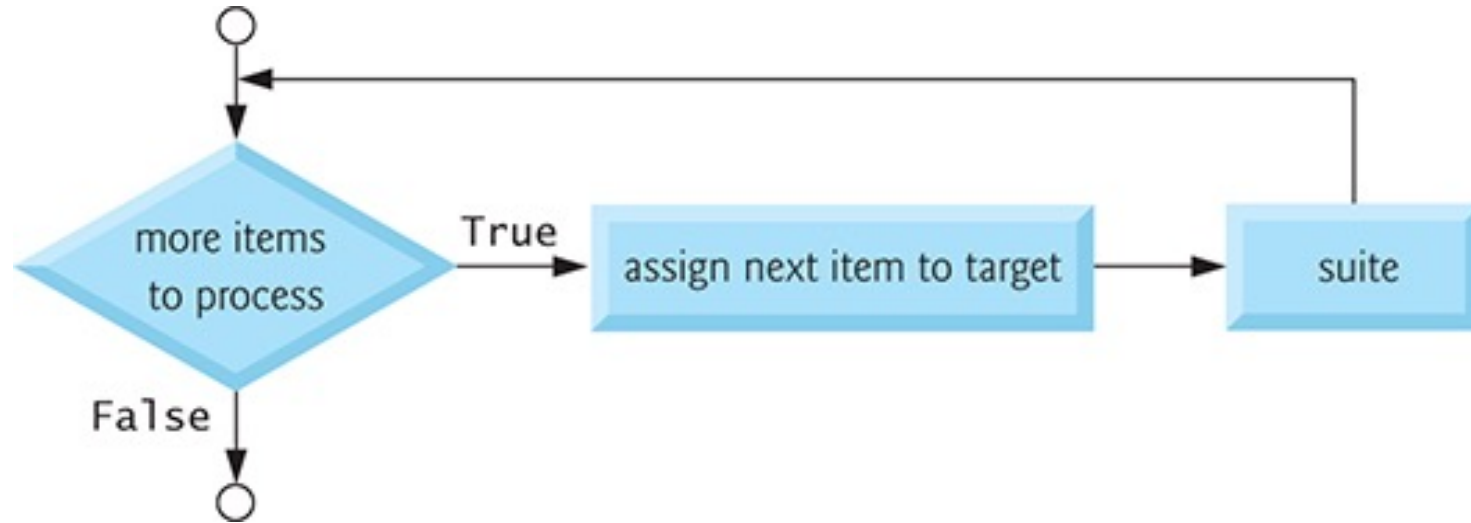 more items
to process
True
assign next item to target
suite
False